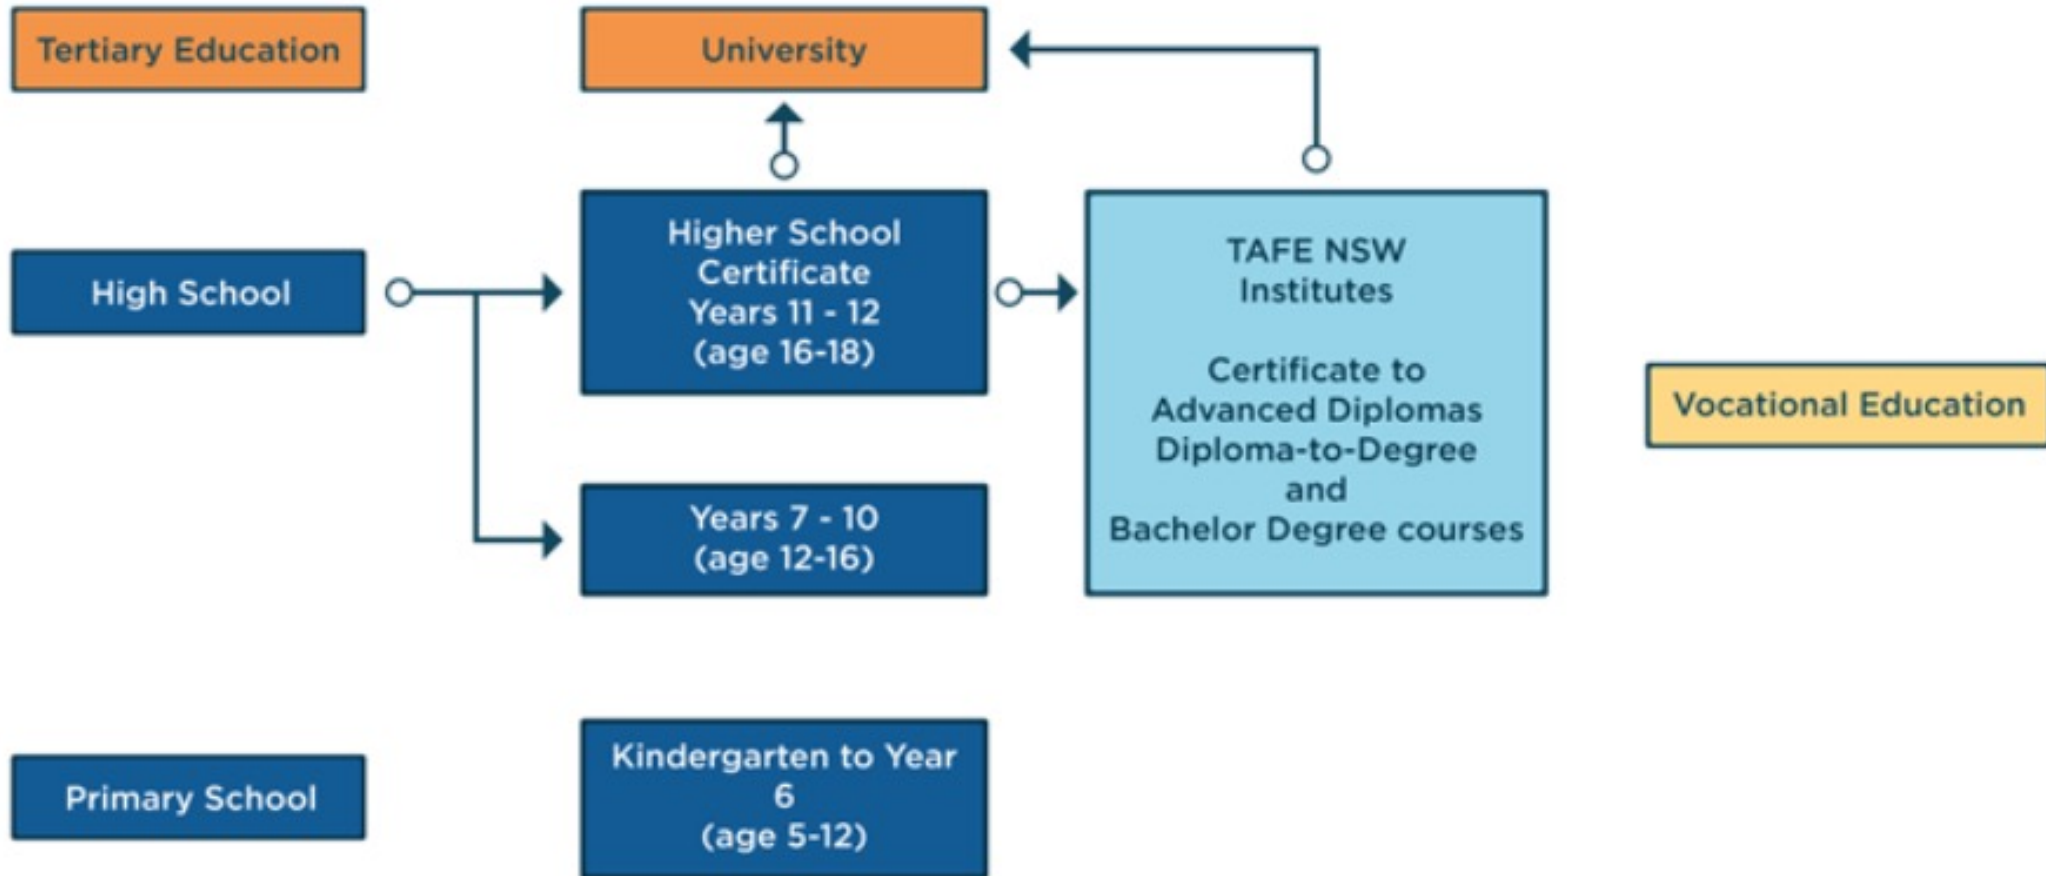 Tertiary Education
University
High School
Higher School
Certificate
Years 11 - 12
(age 16-18)
TAFE NSW
Institutes
Certificate to
Advanced Diplomas
Diploma-to-Degree
and
Bachelor Degree courses
Vocational Education
Years 7 - 10
(age 12-16)
Primary School
Kindergarten to Year
6
(age 5-12)